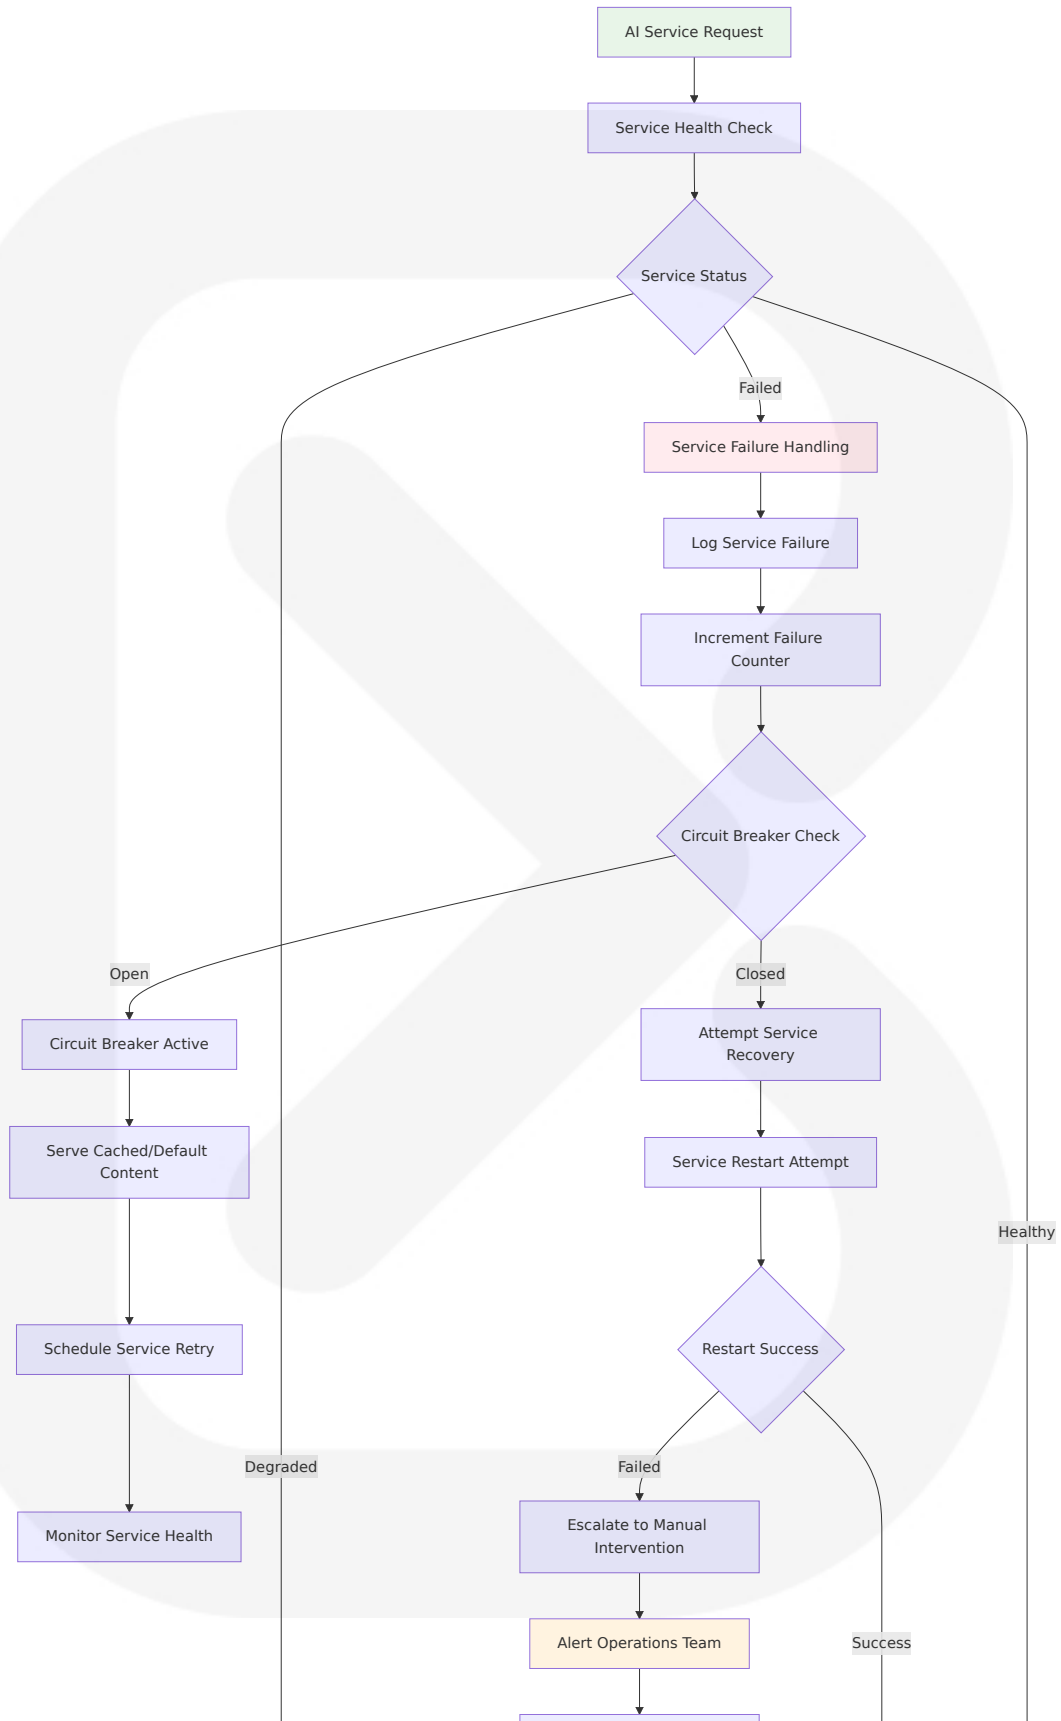 AI Service Request
Service Health Check
Service Status
Failed
Service Failure Handling
Log Service Failure
Increment Failure
Counter
Circuit Breaker Check
Open
Closed
Circuit Breaker Active
Attempt Service
Recovery
Serve Cached/Default
Content
Service Restart Attempt
Healthy
Schedule Service Retry
Restart Success
Degraded
Failed
Monitor Service Health
Escalate to Manual
Intervention
Alert Operations Team
Success